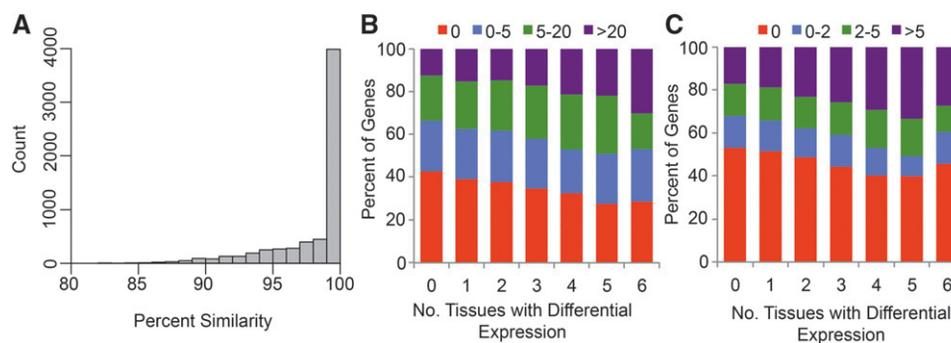 A
Count
4000
3000
2000
1000
0
80 85 90 95 100
Percent Similarity
B
0 0-5 5-20 >20
Percent of Genes
100
80
60
40
20
0
0 1 2 3 4 5 6
No. Tissues with Differential
Expression
C
0 0-2 2-5 >5
Percent of Genes
100
80
60
40
20
0
0 1 2 3 4 5 6
No. Tissues with Differential
Expression